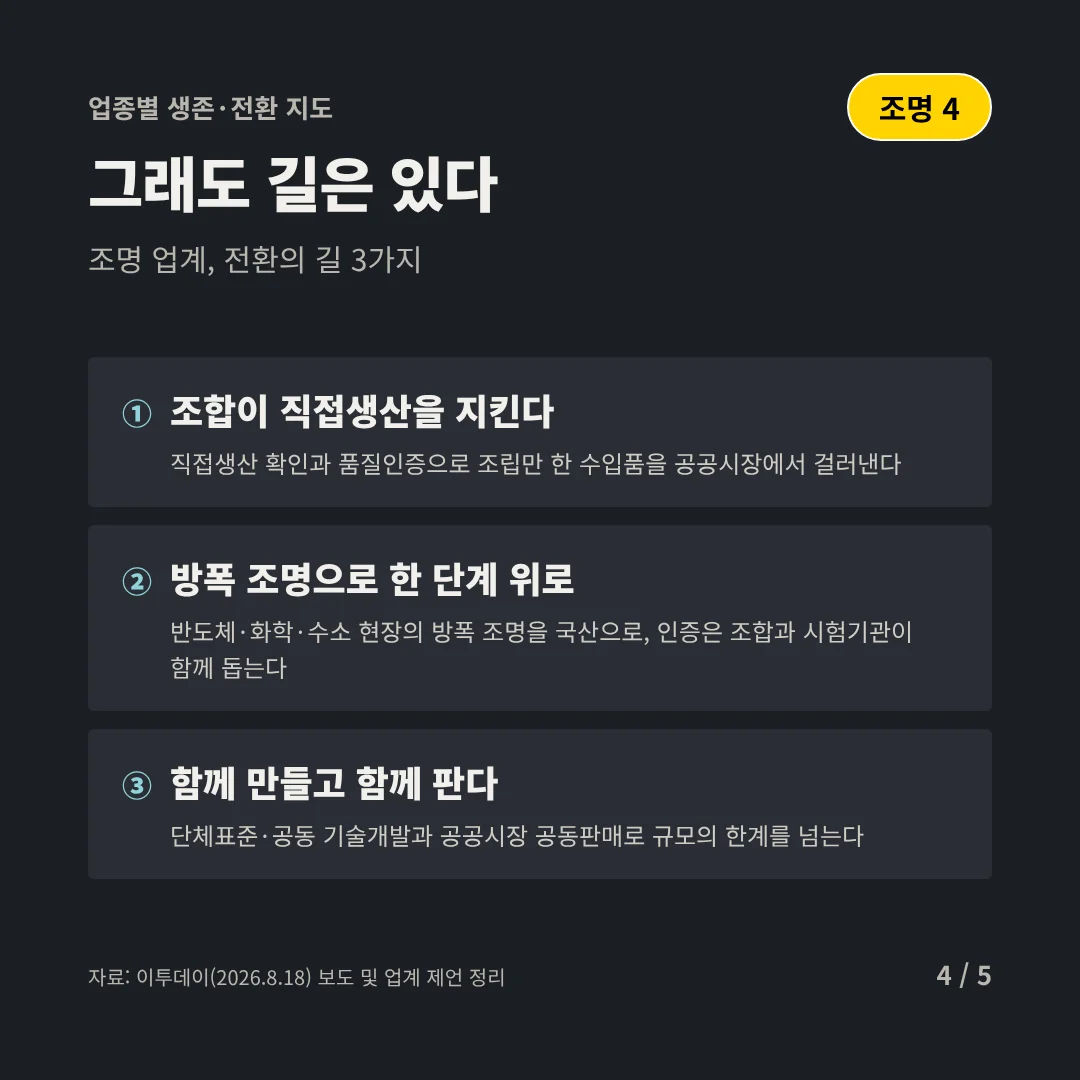 업종별 생존·전환 지도
조명 4
그래도 길은 있다
조명 업계, 전환의 길 3가지
① 조합이 직접생산을 지킨다
직접생산 확인과 품질인증으로 조립만 한 수입품을 공공시장에서 걸러낸다
② 방폭 조명으로 한 단계 위로
반도체·화학·수소 현장의 방폭 조명을 국산으로, 인증은 조합과 시험기관이
함께 돕는다
③ 함께 만들고 함께 판다
단체표준·공동 기술개발과 공공시장 공동판매로 규모의 한계를 넘는다
자료: 이투데이(2026.8.18) 보도 및 업계 제언 정리
4 / 5